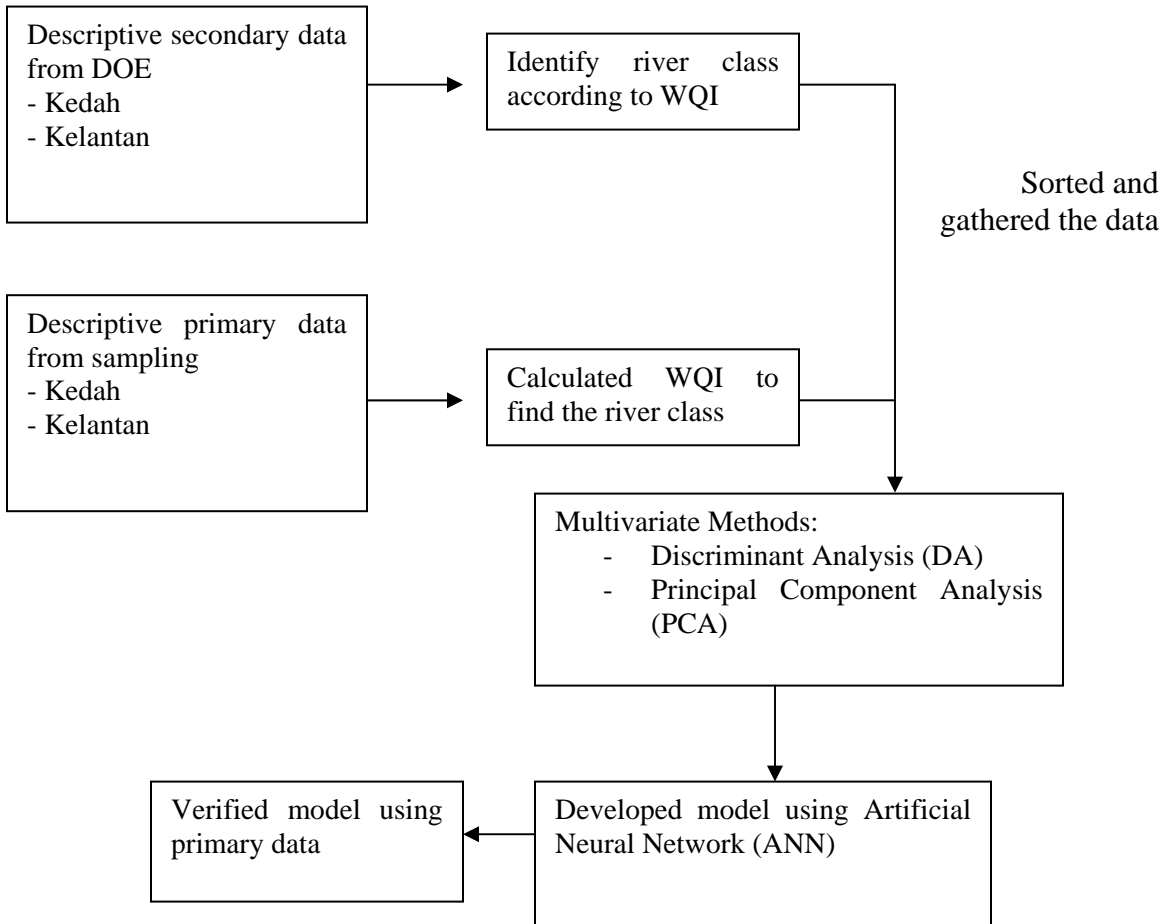 Descriptive secondary data
from DOE
- Kedah
- Kelantan
Identify river class
according to WQI
Sorted and
gathered the data
Descriptive primary data
from sampling
- Kedah
- Kelantan
Calculated WQI to
find the river class
Multivariate Methods:
- Discriminant Analysis (DA)
- Principal Component Analysis
(PCA)
Verified model using
primary data
Developed model using Artificial
Neural Network (ANN)